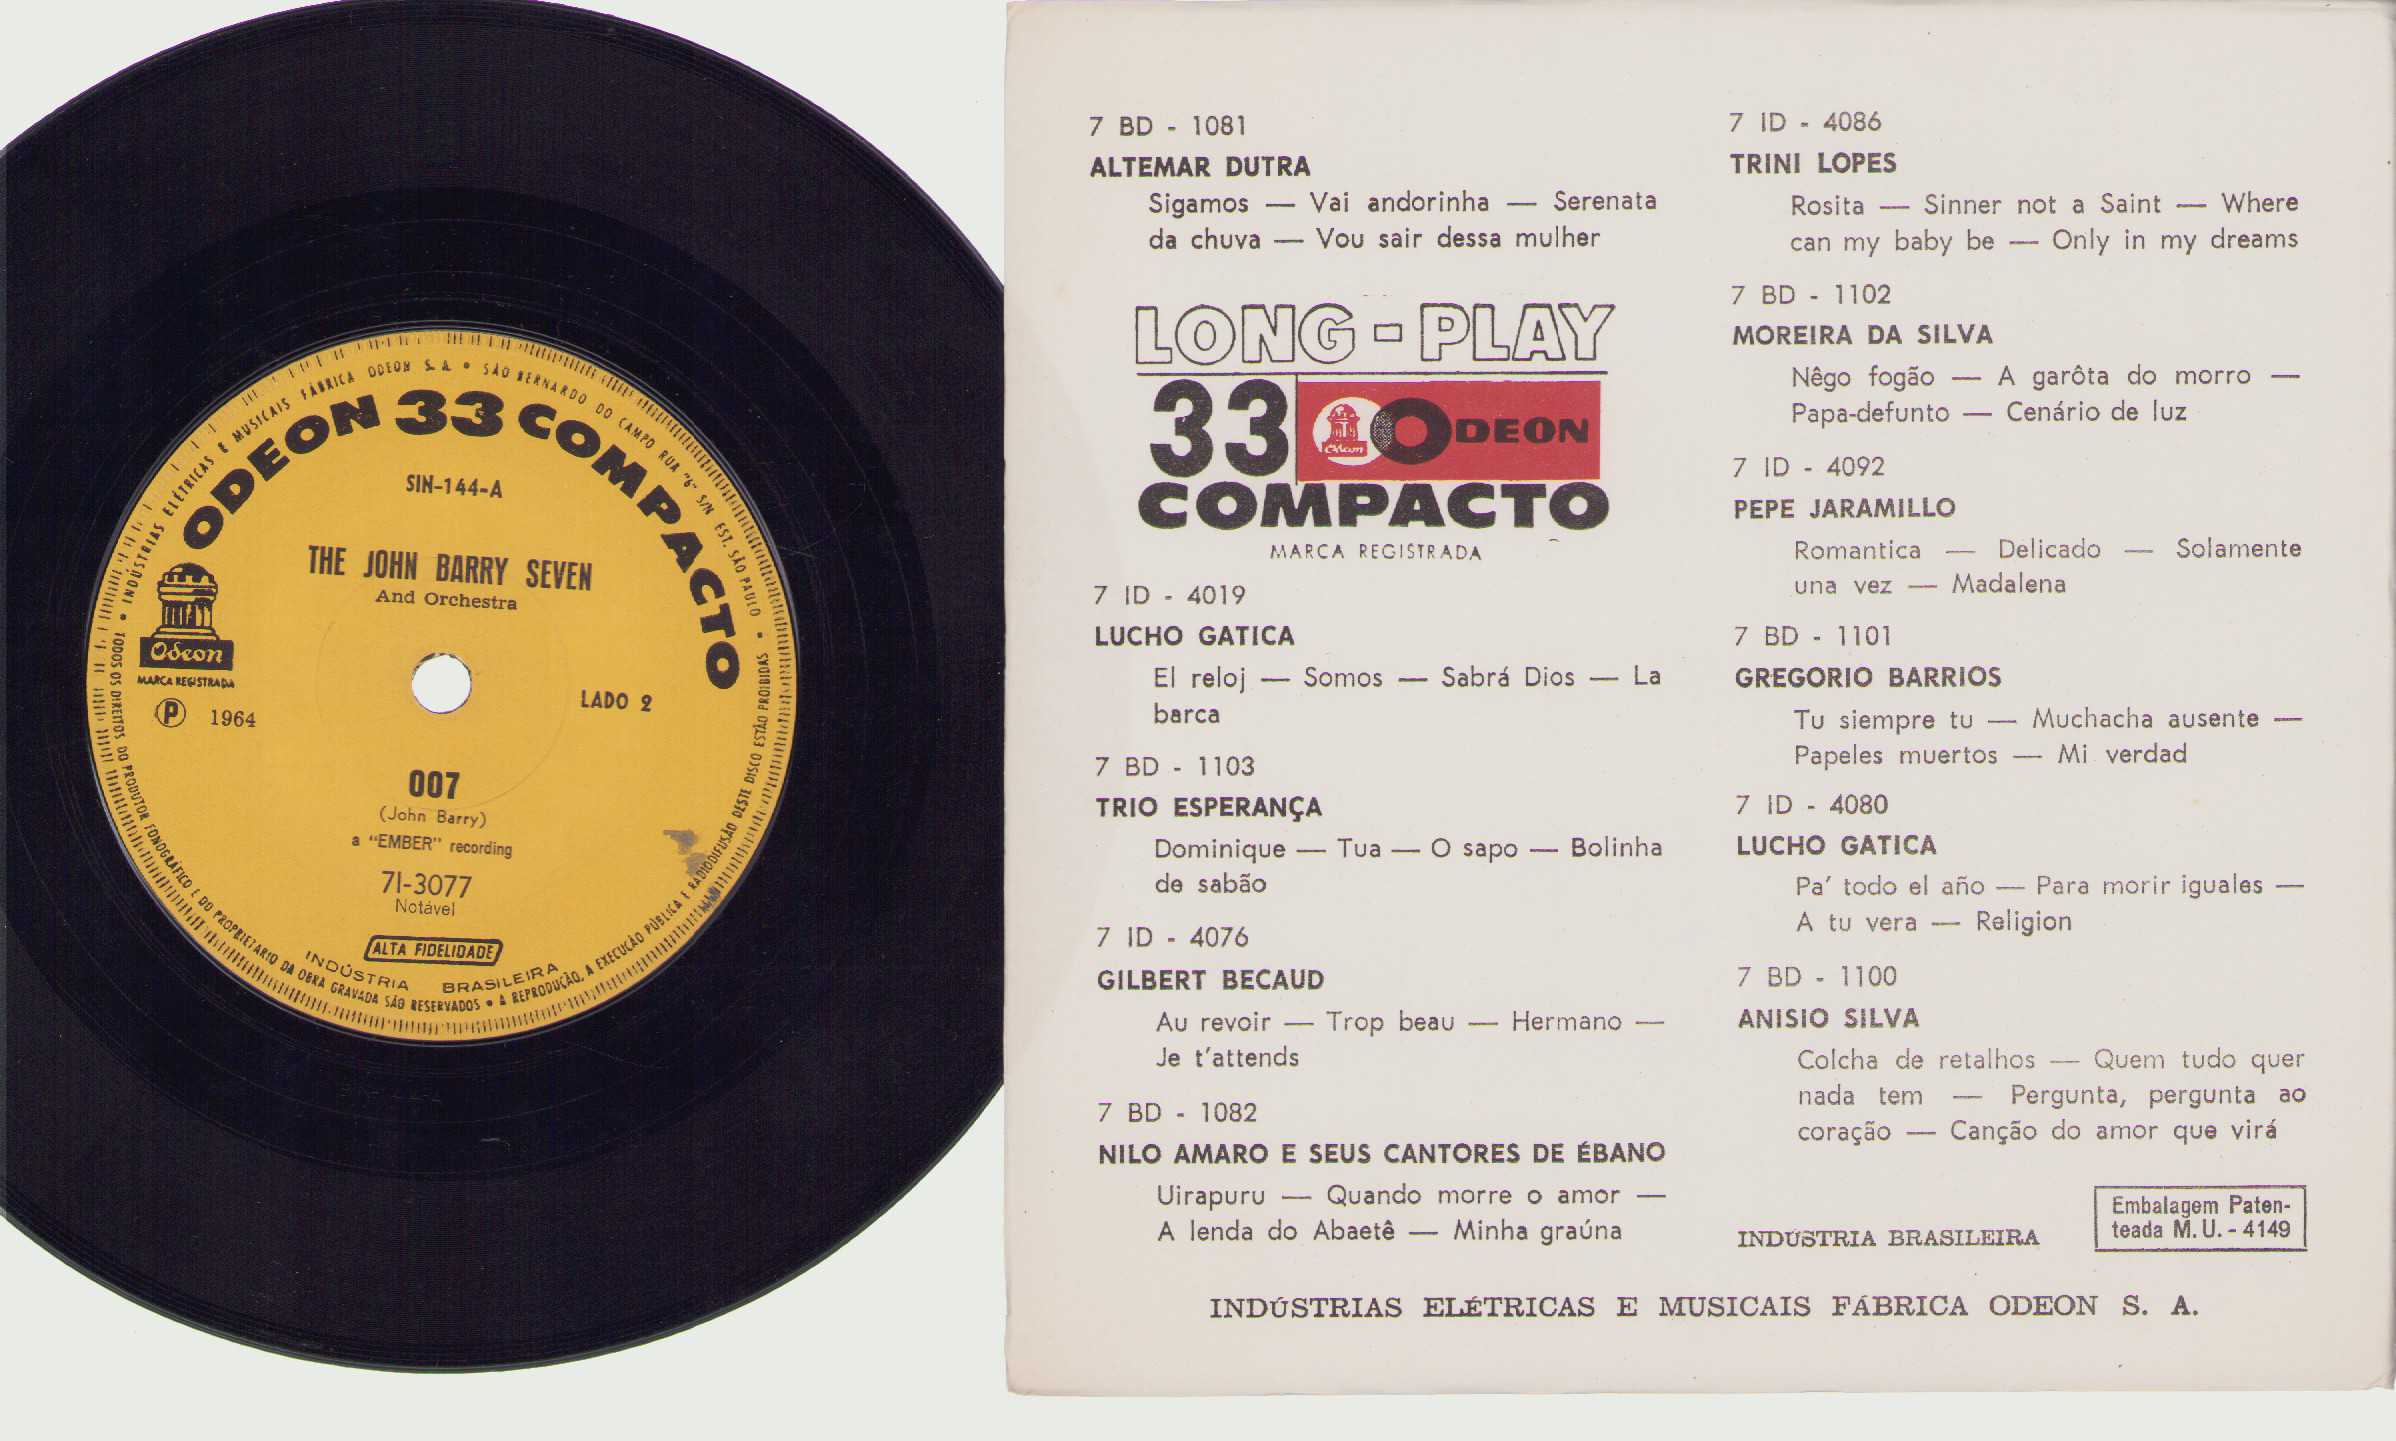 INDÚSTRIAS ELÉTRICAS E MUSICAIS FÁBRICA ODEON S. A. • SÃO BERNARDO DO CAMPO RUA "6" S/N EST. SÃO PAULO •
TODOS OS DIREITOS DO PRODUTOR FONOGRÁFICO E DO PROPRIETARIO DA OBRA GRAVADA SÃO RESERVADOS • A REPRODUÇÃO, A EXECUÇÃO PÚBLICA E RADIODIFUSÃO DESTE DISCO ESTÃO PROIBIDAS •
ODEON 33 COMPACTO
SIN-144-A
THE JOHN BARRY SEVEN
And Orchestra
Odeon
MARCA REGISTRADA
P 1964
LADO 2
007
(John Barry)
a "EMBER" recording
7I-3077
Notável
ALTA FIDELIDADE
INDÚSTRIA BRASILEIRA
7 BD - 1081
ALTEMAR DUTRA
Sigamos — Vai andorinha — Serenata
da chuva — Vou sair dessa mulher
LONG-PLAY
33 ODEON
Odeon
COMPACTO
MARCA REGISTRADA
7 ID - 4019
LUCHO GATICA
El reloj — Somos — Sabrá Dios — La
barca
7 BD - 1103
TRIO ESPERANÇA
Dominique — Tua — O sapo — Bolinha
de sabão
7 ID - 4076
GILBERT BECAUD
Au revoir — Trop beau — Hermano —
Je t'attends
7 BD - 1082
NILO AMARO E SEUS CANTORES DE ÉBANO
Uirapuru — Quando morre o amor —
A lenda do Abaetê — Minha graúna
7 ID - 4086
TRINI LOPES
Rosita — Sinner not a Saint — Where
can my baby be — Only in my dreams
7 BD - 1102
MOREIRA DA SILVA
Nêgo fogão — A garôta do morro —
Papa-defunto — Cenário de luz
7 ID - 4092
PEPE JARAMILLO
Romantica — Delicado — Solamente
una vez — Madalena
7 BD - 1101
GREGORIO BARRIOS
Tu siempre tu — Muchacha ausente —
Papeles muertos — Mi verdad
7 ID - 4080
LUCHO GATICA
Pa' todo el año — Para morir iguales —
A tu vera — Religion
7 BD - 1100
ANISIO SILVA
Colcha de retalhos — Quem tudo quer
nada tem — Pergunta, pergunta ao
coração — Canção do amor que virá
INDÚSTRIA BRASILEIRA
Embalagem Paten-
teada M. U. - 4149
INDÚSTRIAS ELÉTRICAS E MUSICAIS FÁBRICA ODEON S. A.